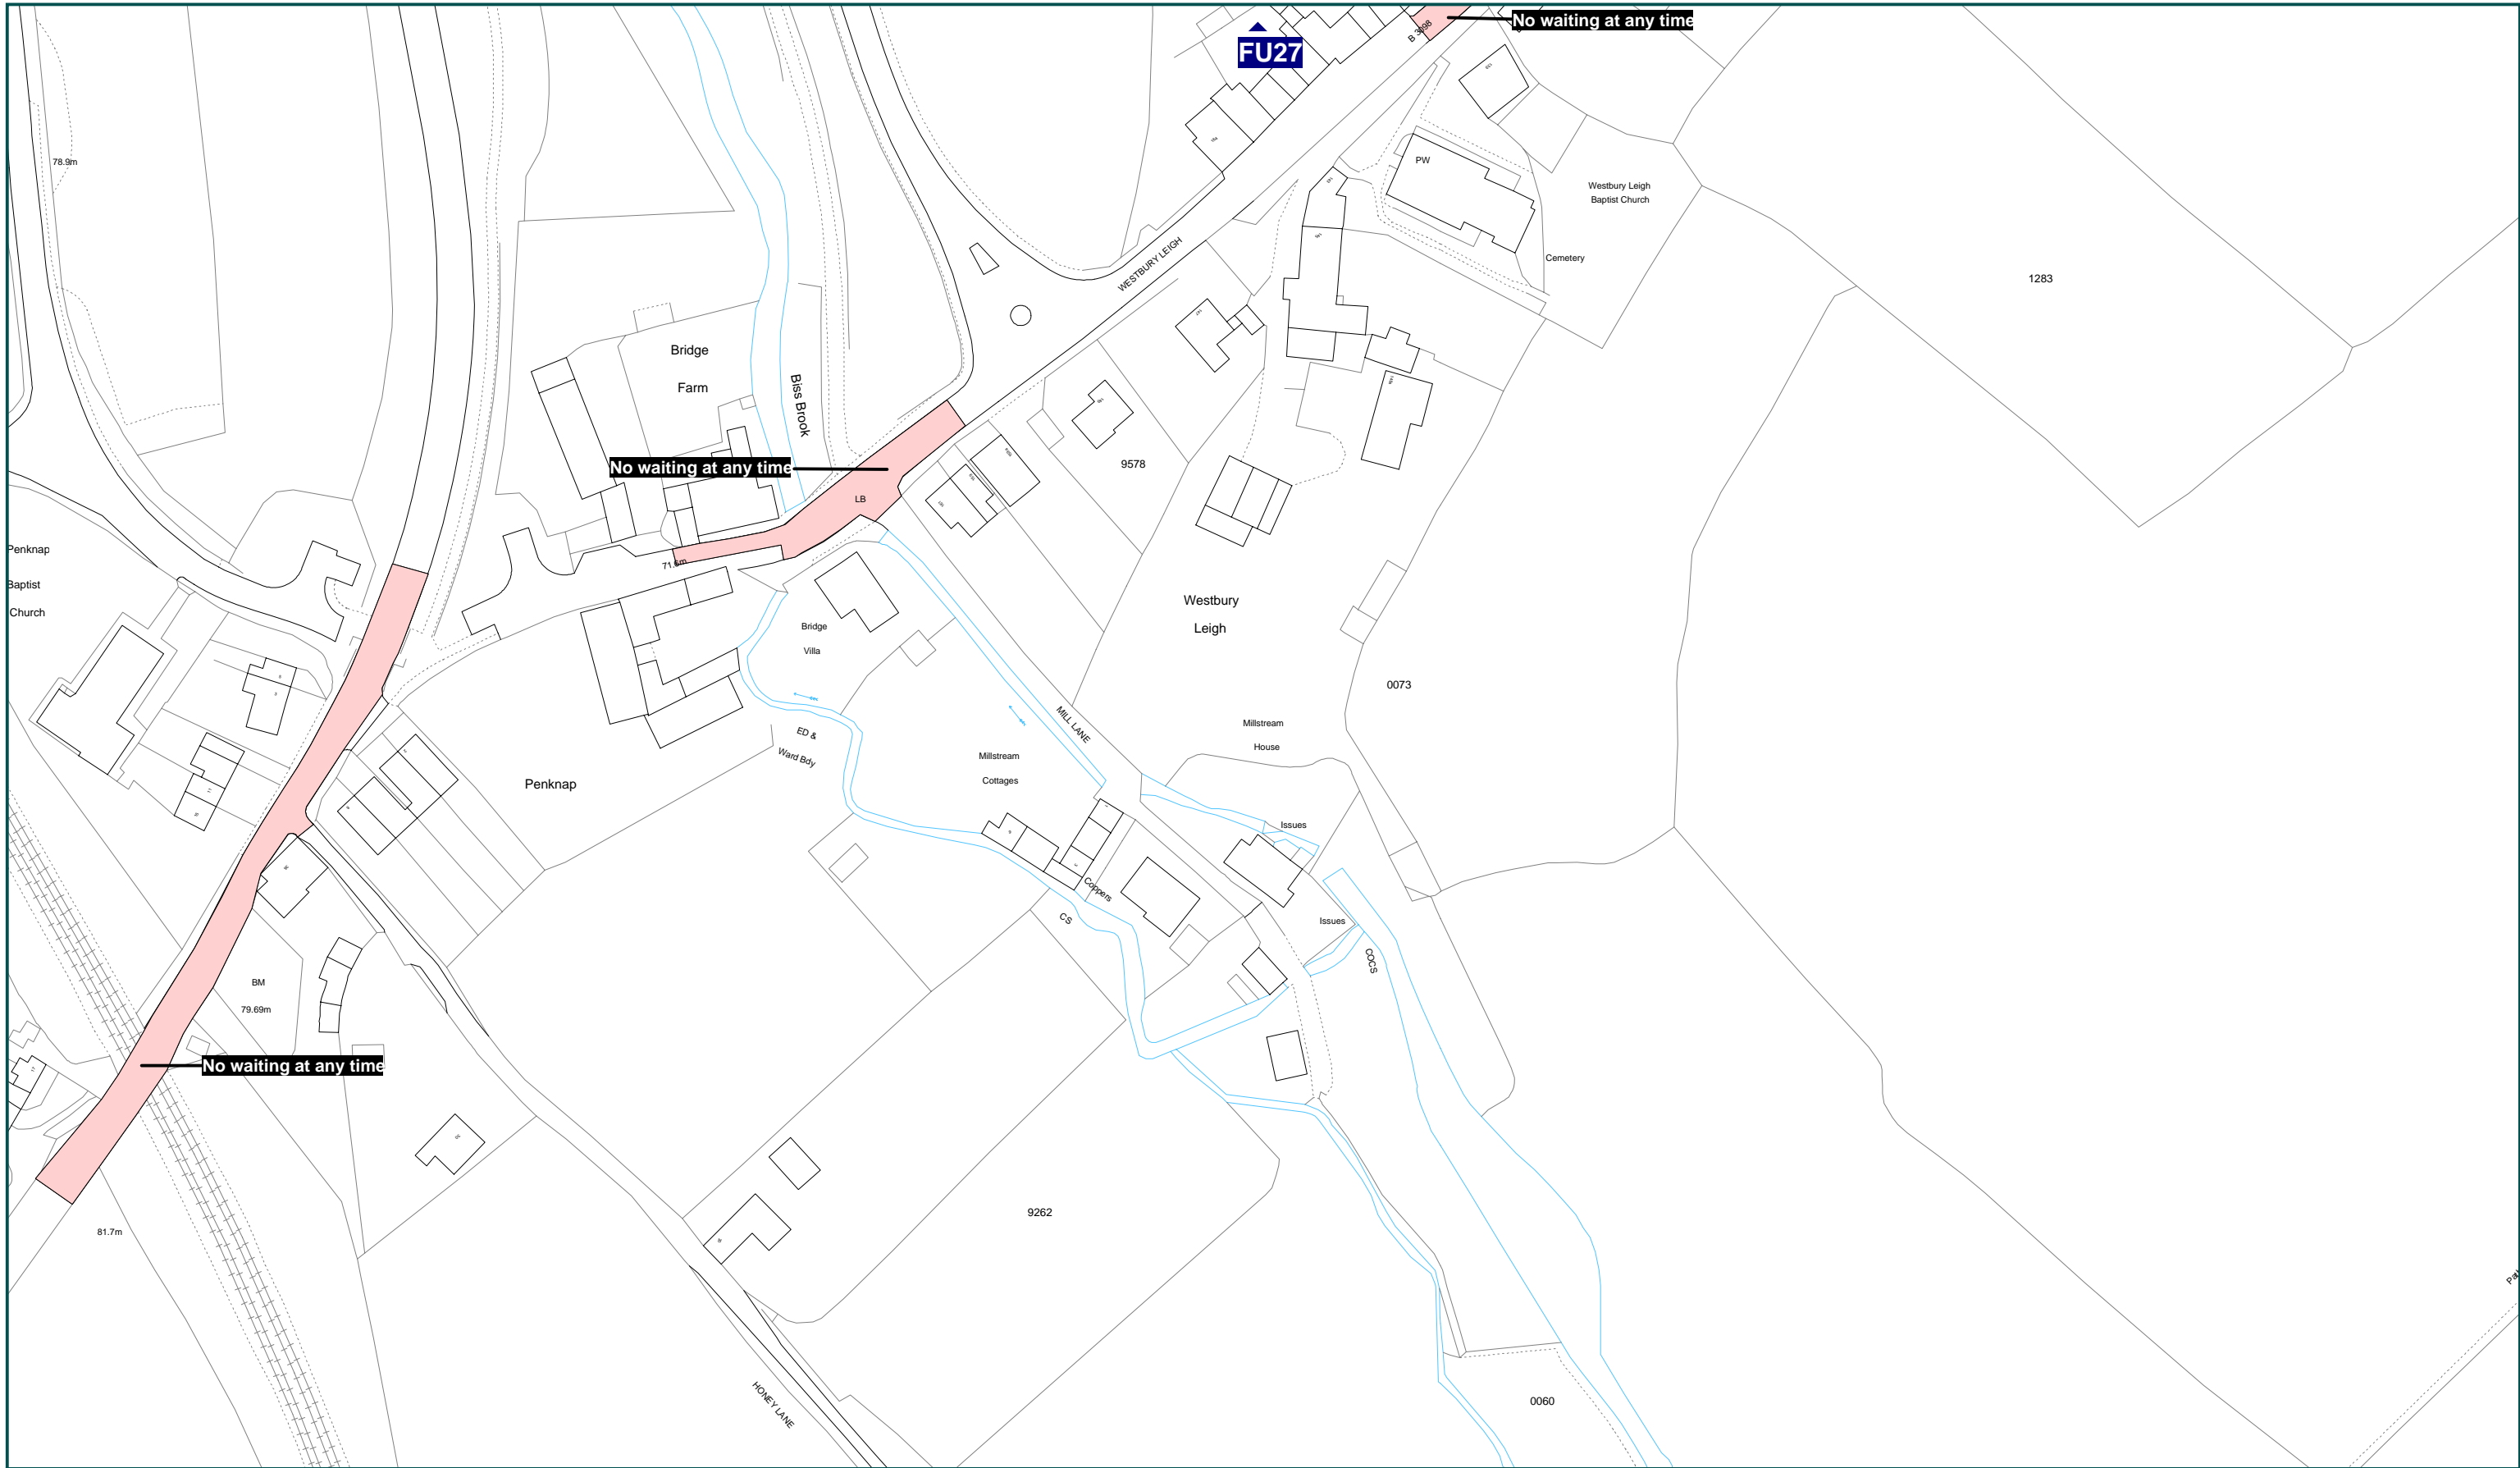 No waiting at any time
B 3098
FU27
78.9m
PW
Westbury Leigh
Baptist Church
WESTBURY LEIGH
Cemetery
1283
Bridge
Farm
Biss Brook
No waiting at any time
9578
LB
Penknap
Baptist
Church
Westbury
Leigh
Bridge
Villa
0073
MILL LANE
Millstream
House
ED &
Ward Bdy
Millstream
Cottages
Penknap
Issues
Coppers
CS
Issues
COCS
BM
79.69m
No waiting at any time
9262
81.7m
HONEY LANE
0060